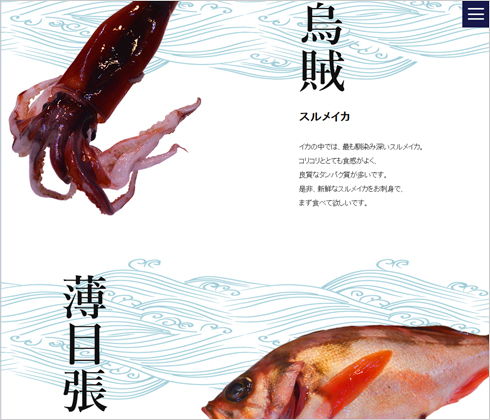 烏賊
スルメイカ
イカの中では、最も馴染み深いスルメイカ。
コリコリととても食感がよく、
良質なタンパク質が多いです。
是非、新鮮なスルメイカをお刺身で、
まず食べて欲しいです。
薄日張